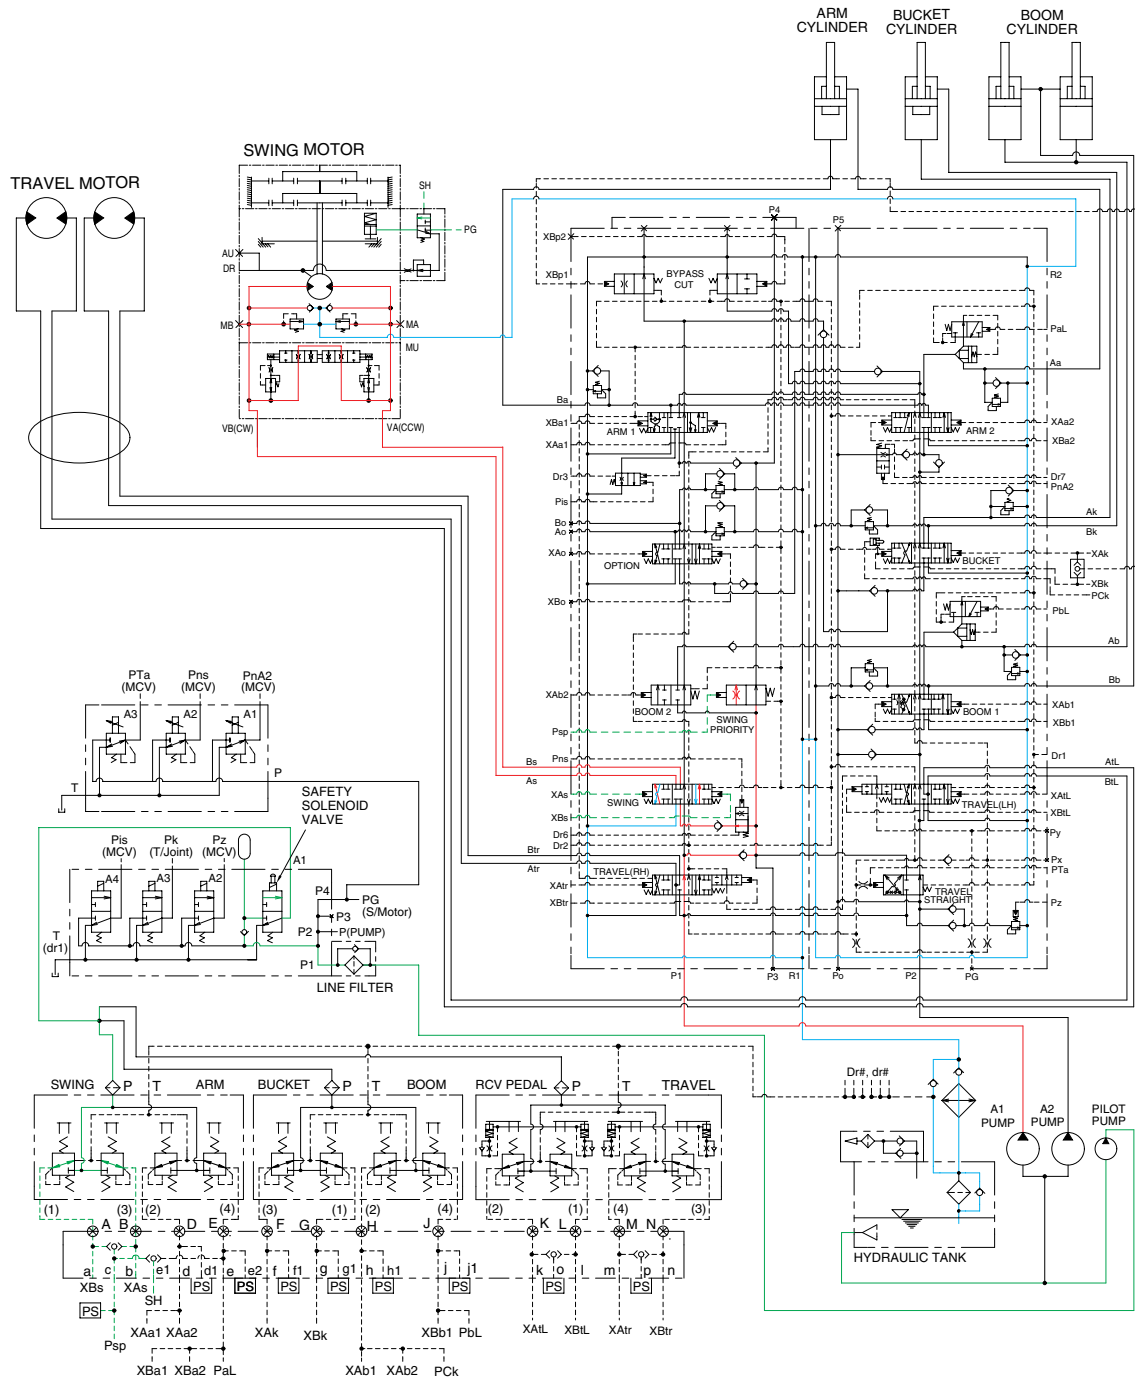 ARM
CYLINDER
BUCKET
CYLINDER
BOOM
CYLINDER
SWING MOTOR
TRAVEL MOTOR
SH
PG
AU
DR
MB
MA
MU
VB(CW)
VA(CCW)
P4
P5
XBp2
XBp1
BYPASS
CUT
R2
PaL
Aa
Ba
XBa1
ARM 1
XAa1
ARM 2
XAa2
XBa2
Dr3
Pis
Dr7
PnA2
Bo
Ao
Ak
Bk
XAo
OPTION
BUCKET
XAk
XBk
PCk
XBo
PbL
Ab
Bb
XAb2
BOOM 2
SWING
PRIORITY
BOOM 1
XAb1
XBb1
Psp
Pns
Dr1
Bs
As
AtL
BtL
XAs
SWING
TRAVEL(LH)
XAtL
XBs
XBtL
Dr6
Dr2
Py
Btr
Atr
Px
PTa
TRAVEL(RH)
XAtr
XBtr
TRAVEL
STRAIGHT
Pz
P1
P3
R1
Po
P2
PG
PTa
(MCV)
Pns
(MCV)
PnA2
(MCV)
A3
A2
A1
P
T
SAFETY
SOLENOID
VALVE
Pis
(MCV)
Pk
(T/Joint)
Pz
(MCV)
A1
A4
A3
A2
P4
PG
(S/Motor)
P3
P2
P(PUMP)
T
(dr1)
P1
LINE FILTER
SWING
P
T
ARM
BUCKET
P
T
BOOM
RCV PEDAL
P
T
TRAVEL
Dr#, dr#
A1
PUMP
A2
PUMP
PILOT
PUMP
HYDRAULIC TANK
(1)
(3)
(2)
(4)
(3)
(1)
(2)
(4)
(2)
(1)
(4)
(3)
A
B
D
E
F
G
H
J
K
L
M
N
a
c
b
e1
d
d1
e
e2
f
f1
g
g1
h
h1
j
j1
k
o
l
m
p
n
XBs
XAs
SH
PS
PS
PS
PS
PS
PS
PS
PS
PS
Psp
XAa1
XAa2
XBa1
XBa2
PaL
XAk
XBk
XAb1
XAb2
PCk
XBb1
PbL
XAtL
XBtL
XAtr
XBtr